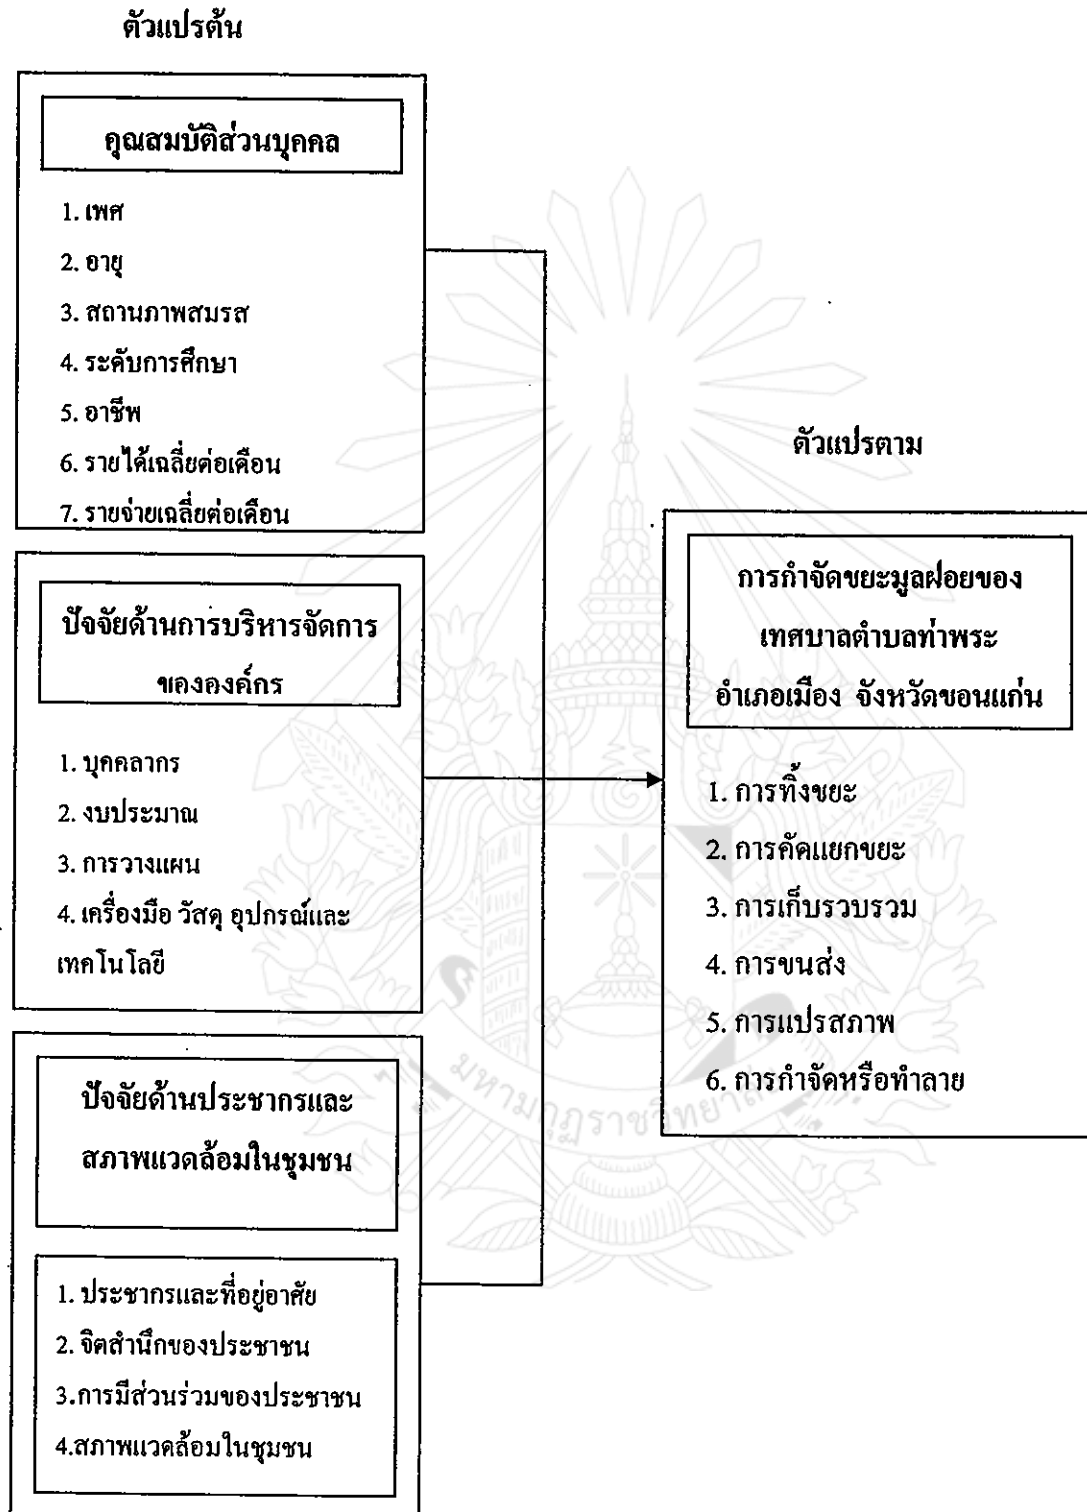 ตัวแปรต้น
คุณสมบัติส่วนบุคคล
1. เพศ
2. อายุ
3. สถานภาพสมรส
4. ระดับการศึกษา
5. อาชีพ
6. รายได้เฉลี่ยต่อเดือน
7. รายจ่ายเฉลี่ยต่อเดือน
ปัจจัยด้านการบริหารจัดการ
ขององค์กร
1. บุคคลากร
2. งบประมาณ
3. การวางแผน
4. เครื่องมือ วัสดุ อุปกรณ์และ
เทคโนโลยี
ปัจจัยด้านประชากรและ
สภาพแวดล้อมในชุมชน
1. ประชากรและที่อยู่อาศัย
2. จิตสำนึกของประชาชน
3.การมีส่วนร่วมของประชาชน
4.สภาพแวดล้อมในชุมชน
ตัวแปรตาม
การกำจัดขยะมูลฝอยของ
เทศบาลตำบลท่าพระ
อำเภอเมือง จังหวัดขอนแก่น
1. การทิ้งขยะ
2. การคัดแยกขยะ
3. การเก็บรวบรวม
4. การขนส่ง
5. การแปรสภาพ
6. การกำจัดหรือทำลาย